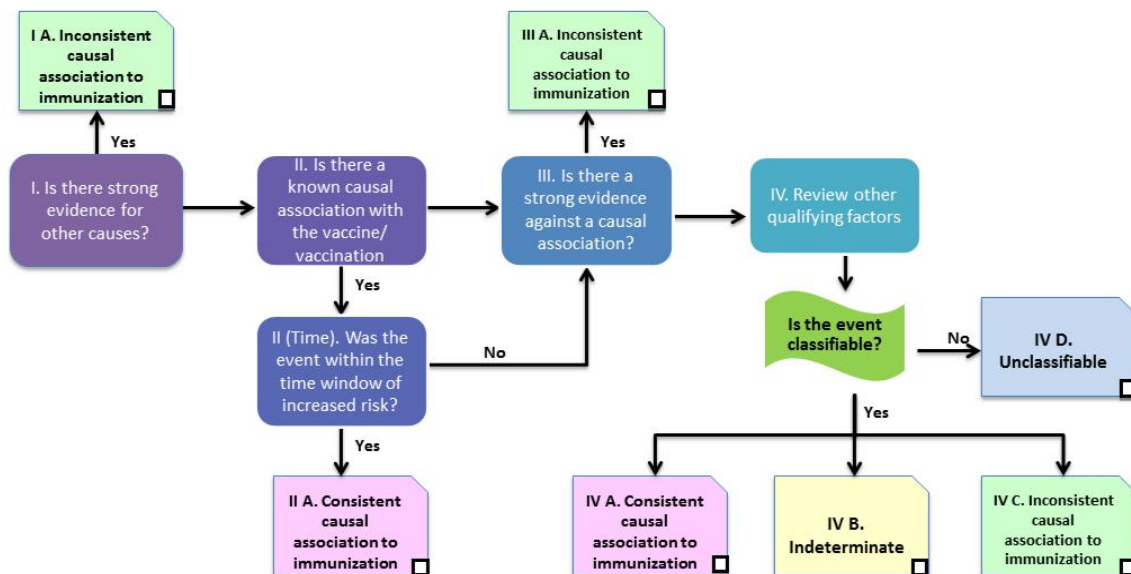 I A. Inconsistent
causal
association to
immunization
III A. Inconsistent
causal
association to
immunization
Yes
Yes
I. Is there strong
evidence for
other causes?
II. Is there a
known causal
association with
the vaccine/
vaccination
III. Is there a
strong evidence
against a causal
association?
IV. Review other
qualifying factors
Yes
II (Time). Was the
event within the
time window of
increased risk?
No
Is the event
classifiable?
No
IV D.
Unclassifiable
Yes
Yes
II A. Consistent
causal
association to
immunization
IV A. Consistent
causal
association to
immunization
IV B.
Indeterminate
IV C. Inconsistent
causal
association to
immunization